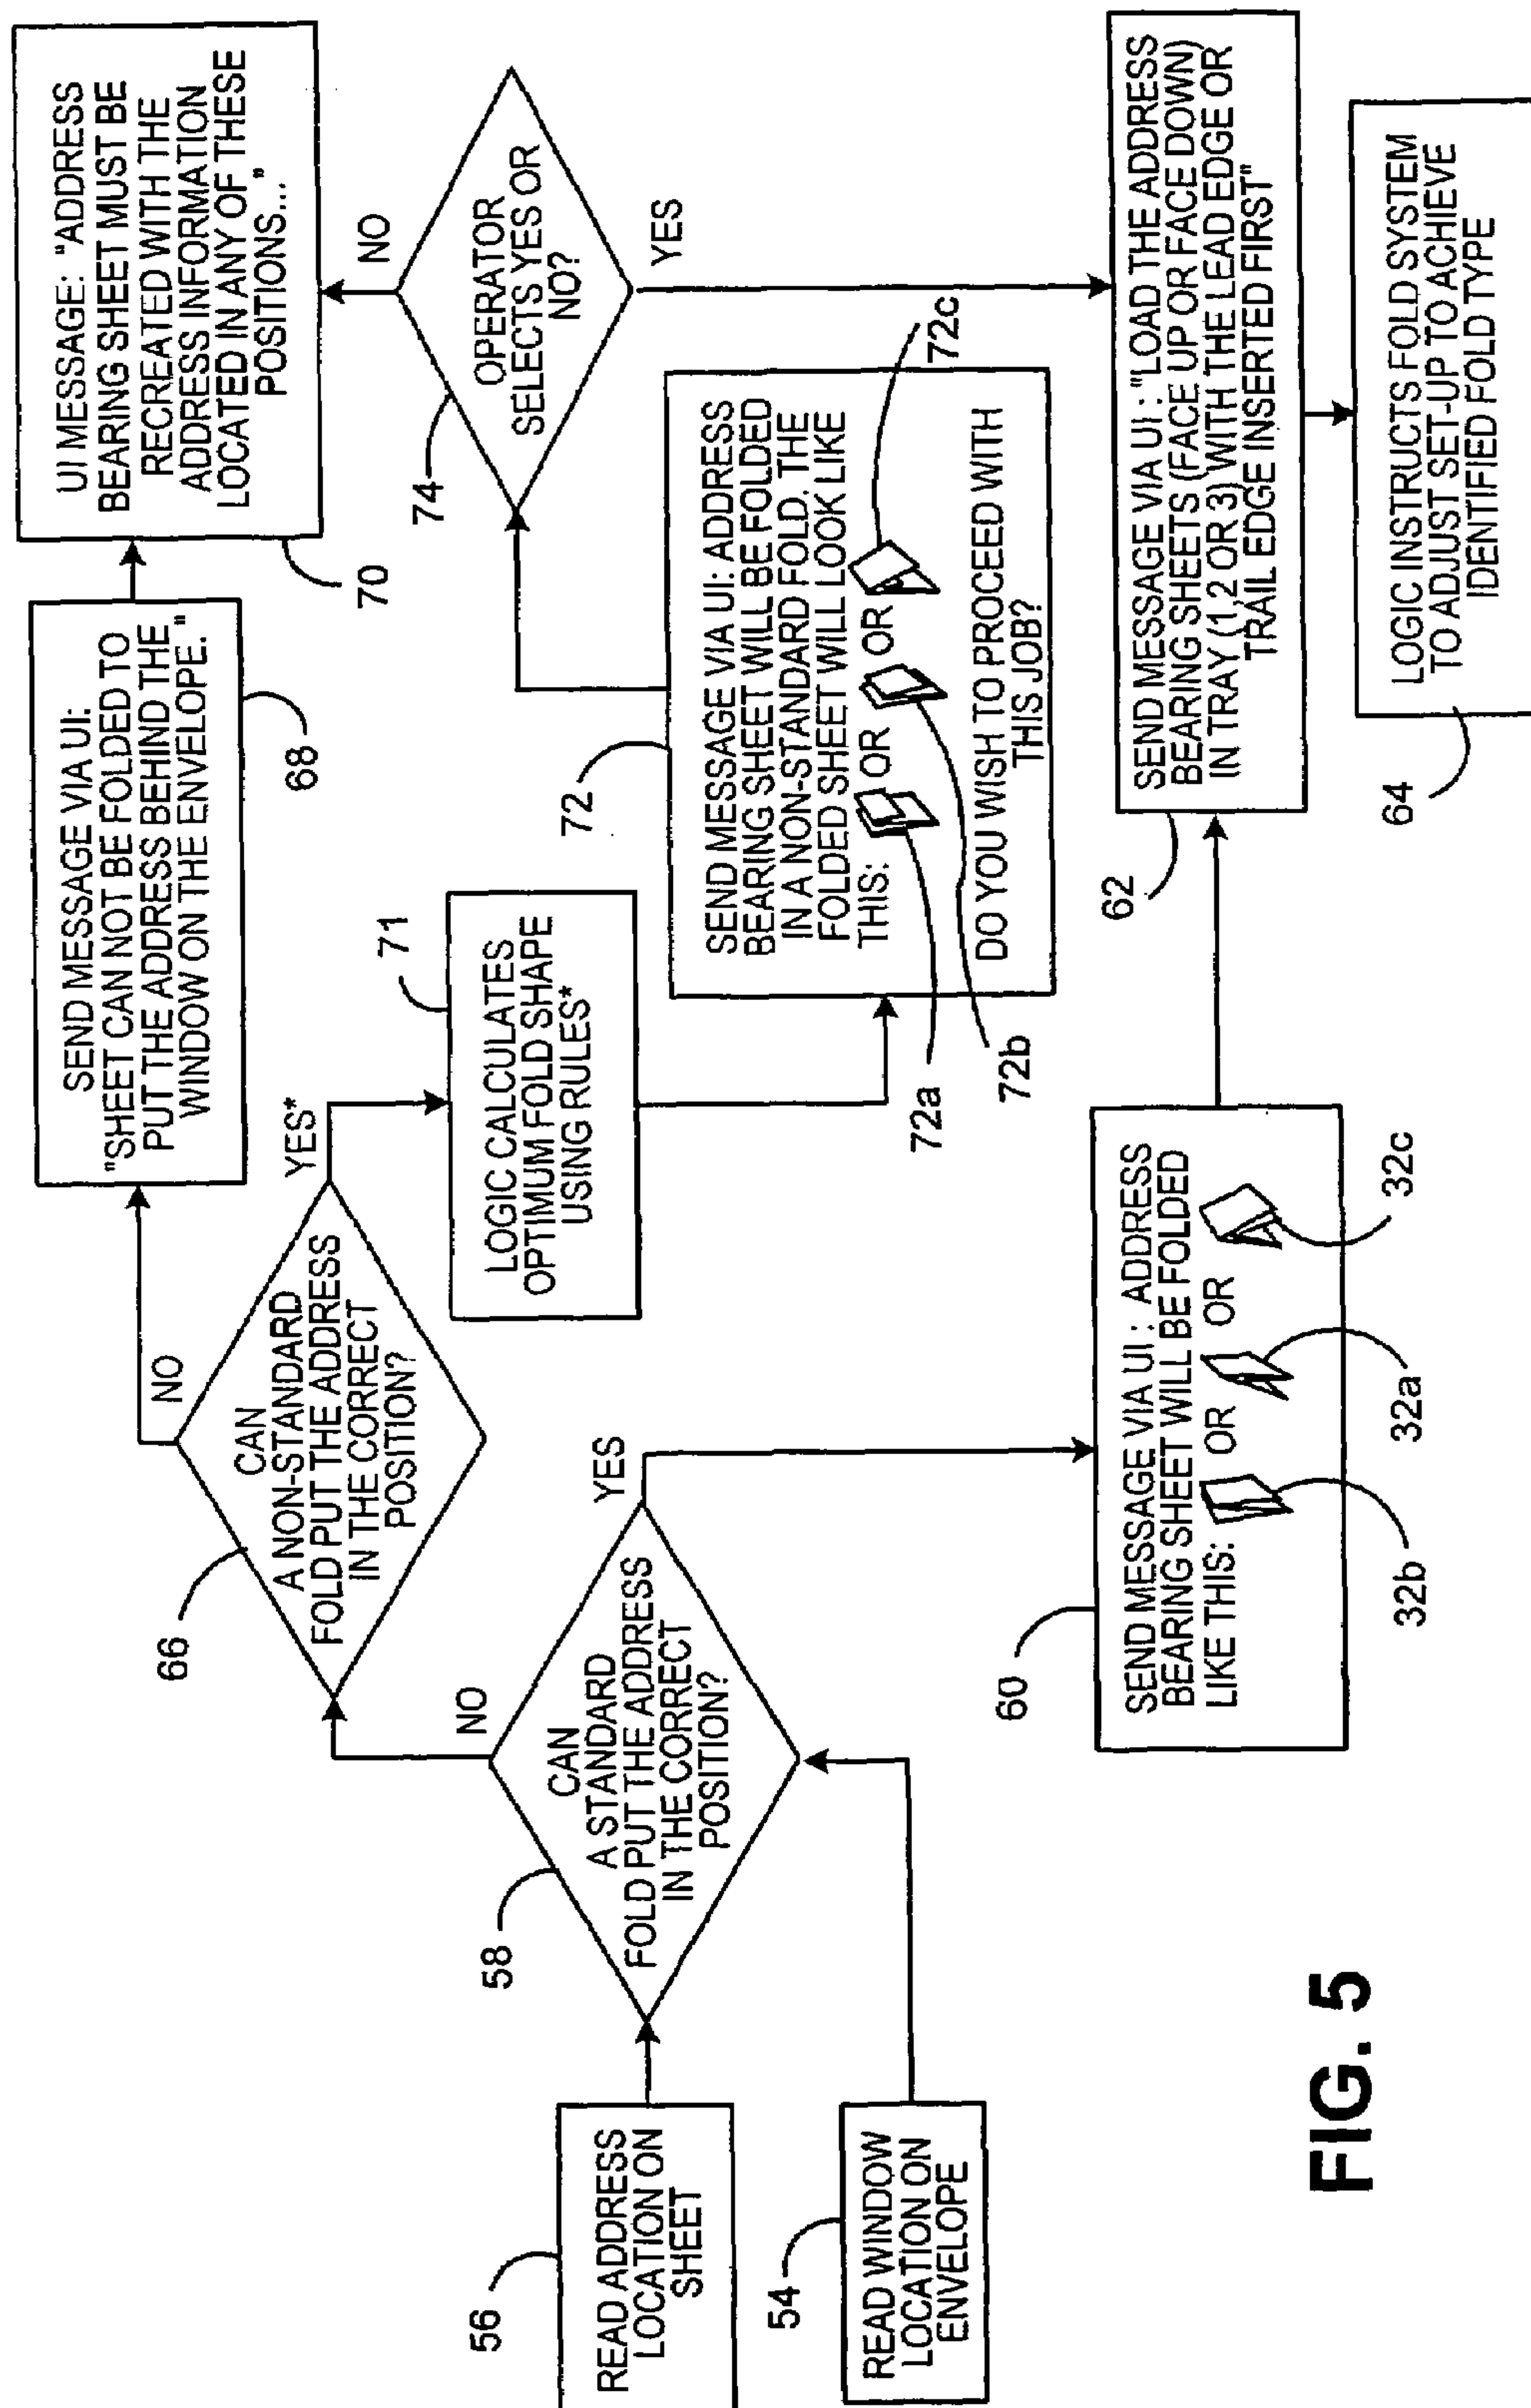 56
READ ADDRESS
LOCATION ON
SHEET
54
READ WINDOW
LOCATION ON
ENVELOPE
58
CAN
A STANDARD
FOLD PUT THE ADDRESS
IN THE CORRECT
POSITION?
NO
YES
66
CAN
A NON-STANDARD
FOLD PUT THE ADDRESS
IN THE CORRECT
POSITION?
NO
YES*
SEND MESSAGE VIA UI:
"SHEET CAN NOT BE FOLDED TO
PUT THE ADDRESS BEHIND THE
WINDOW ON THE ENVELOPE."
68
UI MESSAGE: "ADDRESS
BEARING SHEET MUST BE
RECREATED WITH THE
ADDRESS INFORMATION
LOCATED IN ANY OF THESE
POSITIONS..."
70
71
LOGIC CALCULATES
OPTIMUM FOLD SHAPE
USING RULES*
72
SEND MESSAGE VIA UI: ADDRESS
BEARING SHEET WILL BE FOLDED
IN A NON-STANDARD FOLD. THE
FOLDED SHEET WILL LOOK LIKE
THIS: OR OR
DO YOU WISH TO PROCEED WITH
THIS JOB?
72a
72b
72c
74
OPERATOR
SELECTS YES OR
NO?
NO
YES
60
SEND MESSAGE VIA UI : ADDRESS
BEARING SHEET WILL BE FOLDED
LIKE THIS: OR OR
32b
32a
32c
62
SEND MESSAGE VIA UI : "LOAD THE ADDRESS
BEARING SHEETS (FACE UP OR FACE DOWN)
IN TRAY (1,2 OR 3) WITH THE LEAD EDGE OR
TRAIL EDGE INSERTED FIRST"
64
LOGIC INSTRUCTS FOLD SYSTEM
TO ADJUST SET-UP TO ACHIEVE
IDENTIFIED FOLD TYPE
FIG. 5